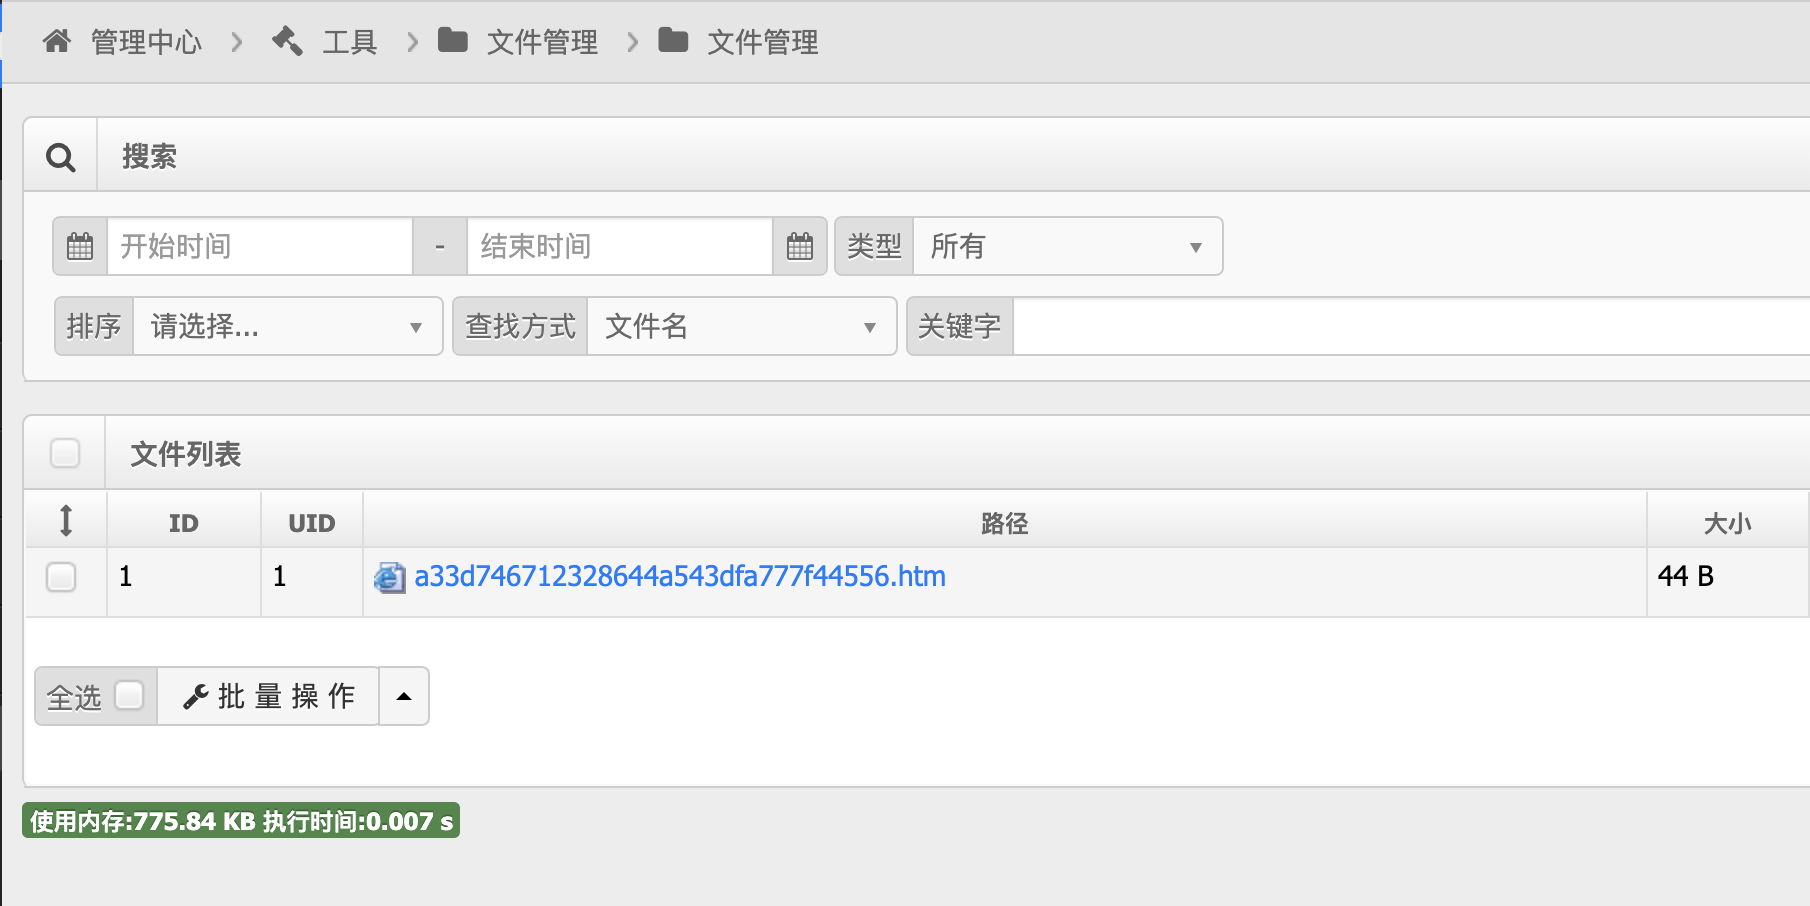 管理中心 工具 文件管理 文件管理
搜索
开始时间 - 结束时间 类型 所有
排序 请选择... 查找方式 文件名 关键字
文件列表
ID UID 路径 大小
1 1 a33d746712328644a543dfa777f44556.htm 44 B
全选 批量操作
使用内存:775.84 KB 执行时间:0.007 s